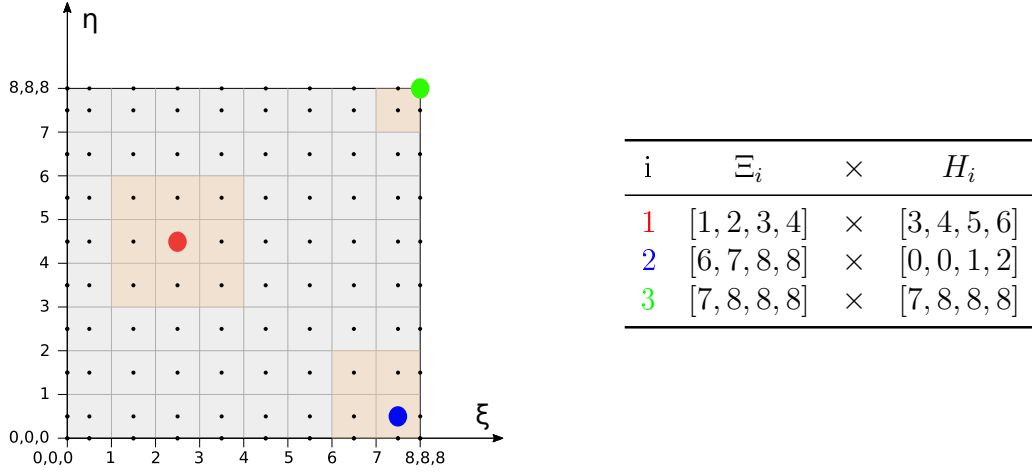 η
8,8,8
7
6
5
4
3
2
1
0,0,0
0,0,0 1 2 3 4 5 6 7 8,8,8
ξ
i Ξi × Hi
1 [1, 2, 3, 4] × [3, 4, 5, 6]
2 [6, 7, 8, 8] × [0, 0, 1, 2]
3 [7, 8, 8, 8] × [7, 8, 8, 8]